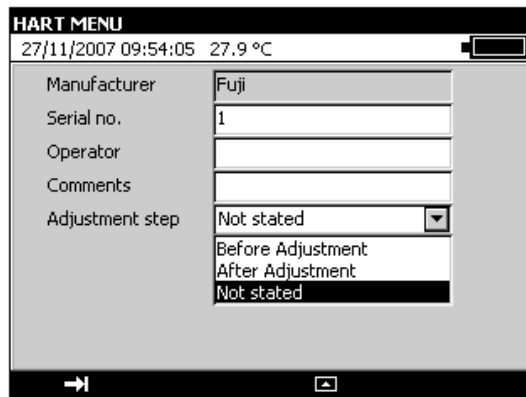 HART MENU
27/11/2007 09:54:05 27.9 °C
Manufacturer Fuji
Serial no. 1
Operator
Comments
Adjustment step Not stated
Before Adjustment
After Adjustment
Not stated